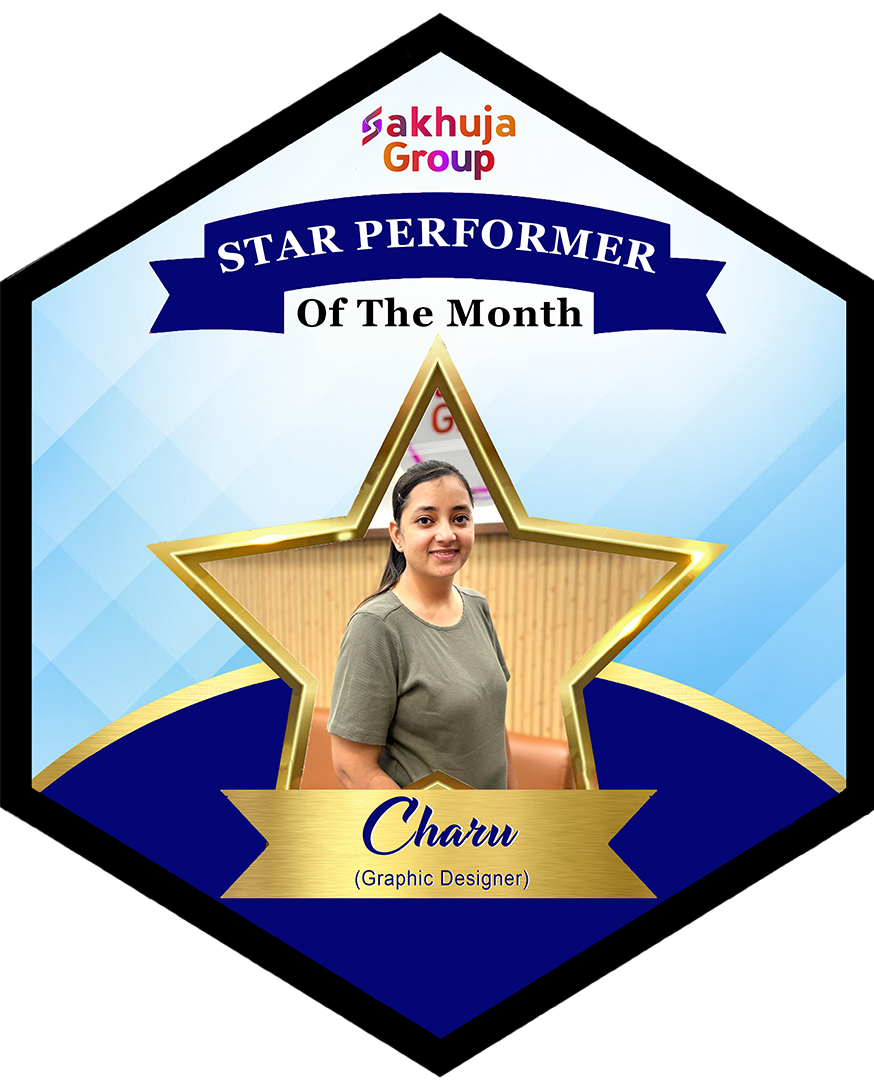 Sakhuja
Group
STAR PERFORMER
Of The Month
G
Charu
(Graphic Designer)